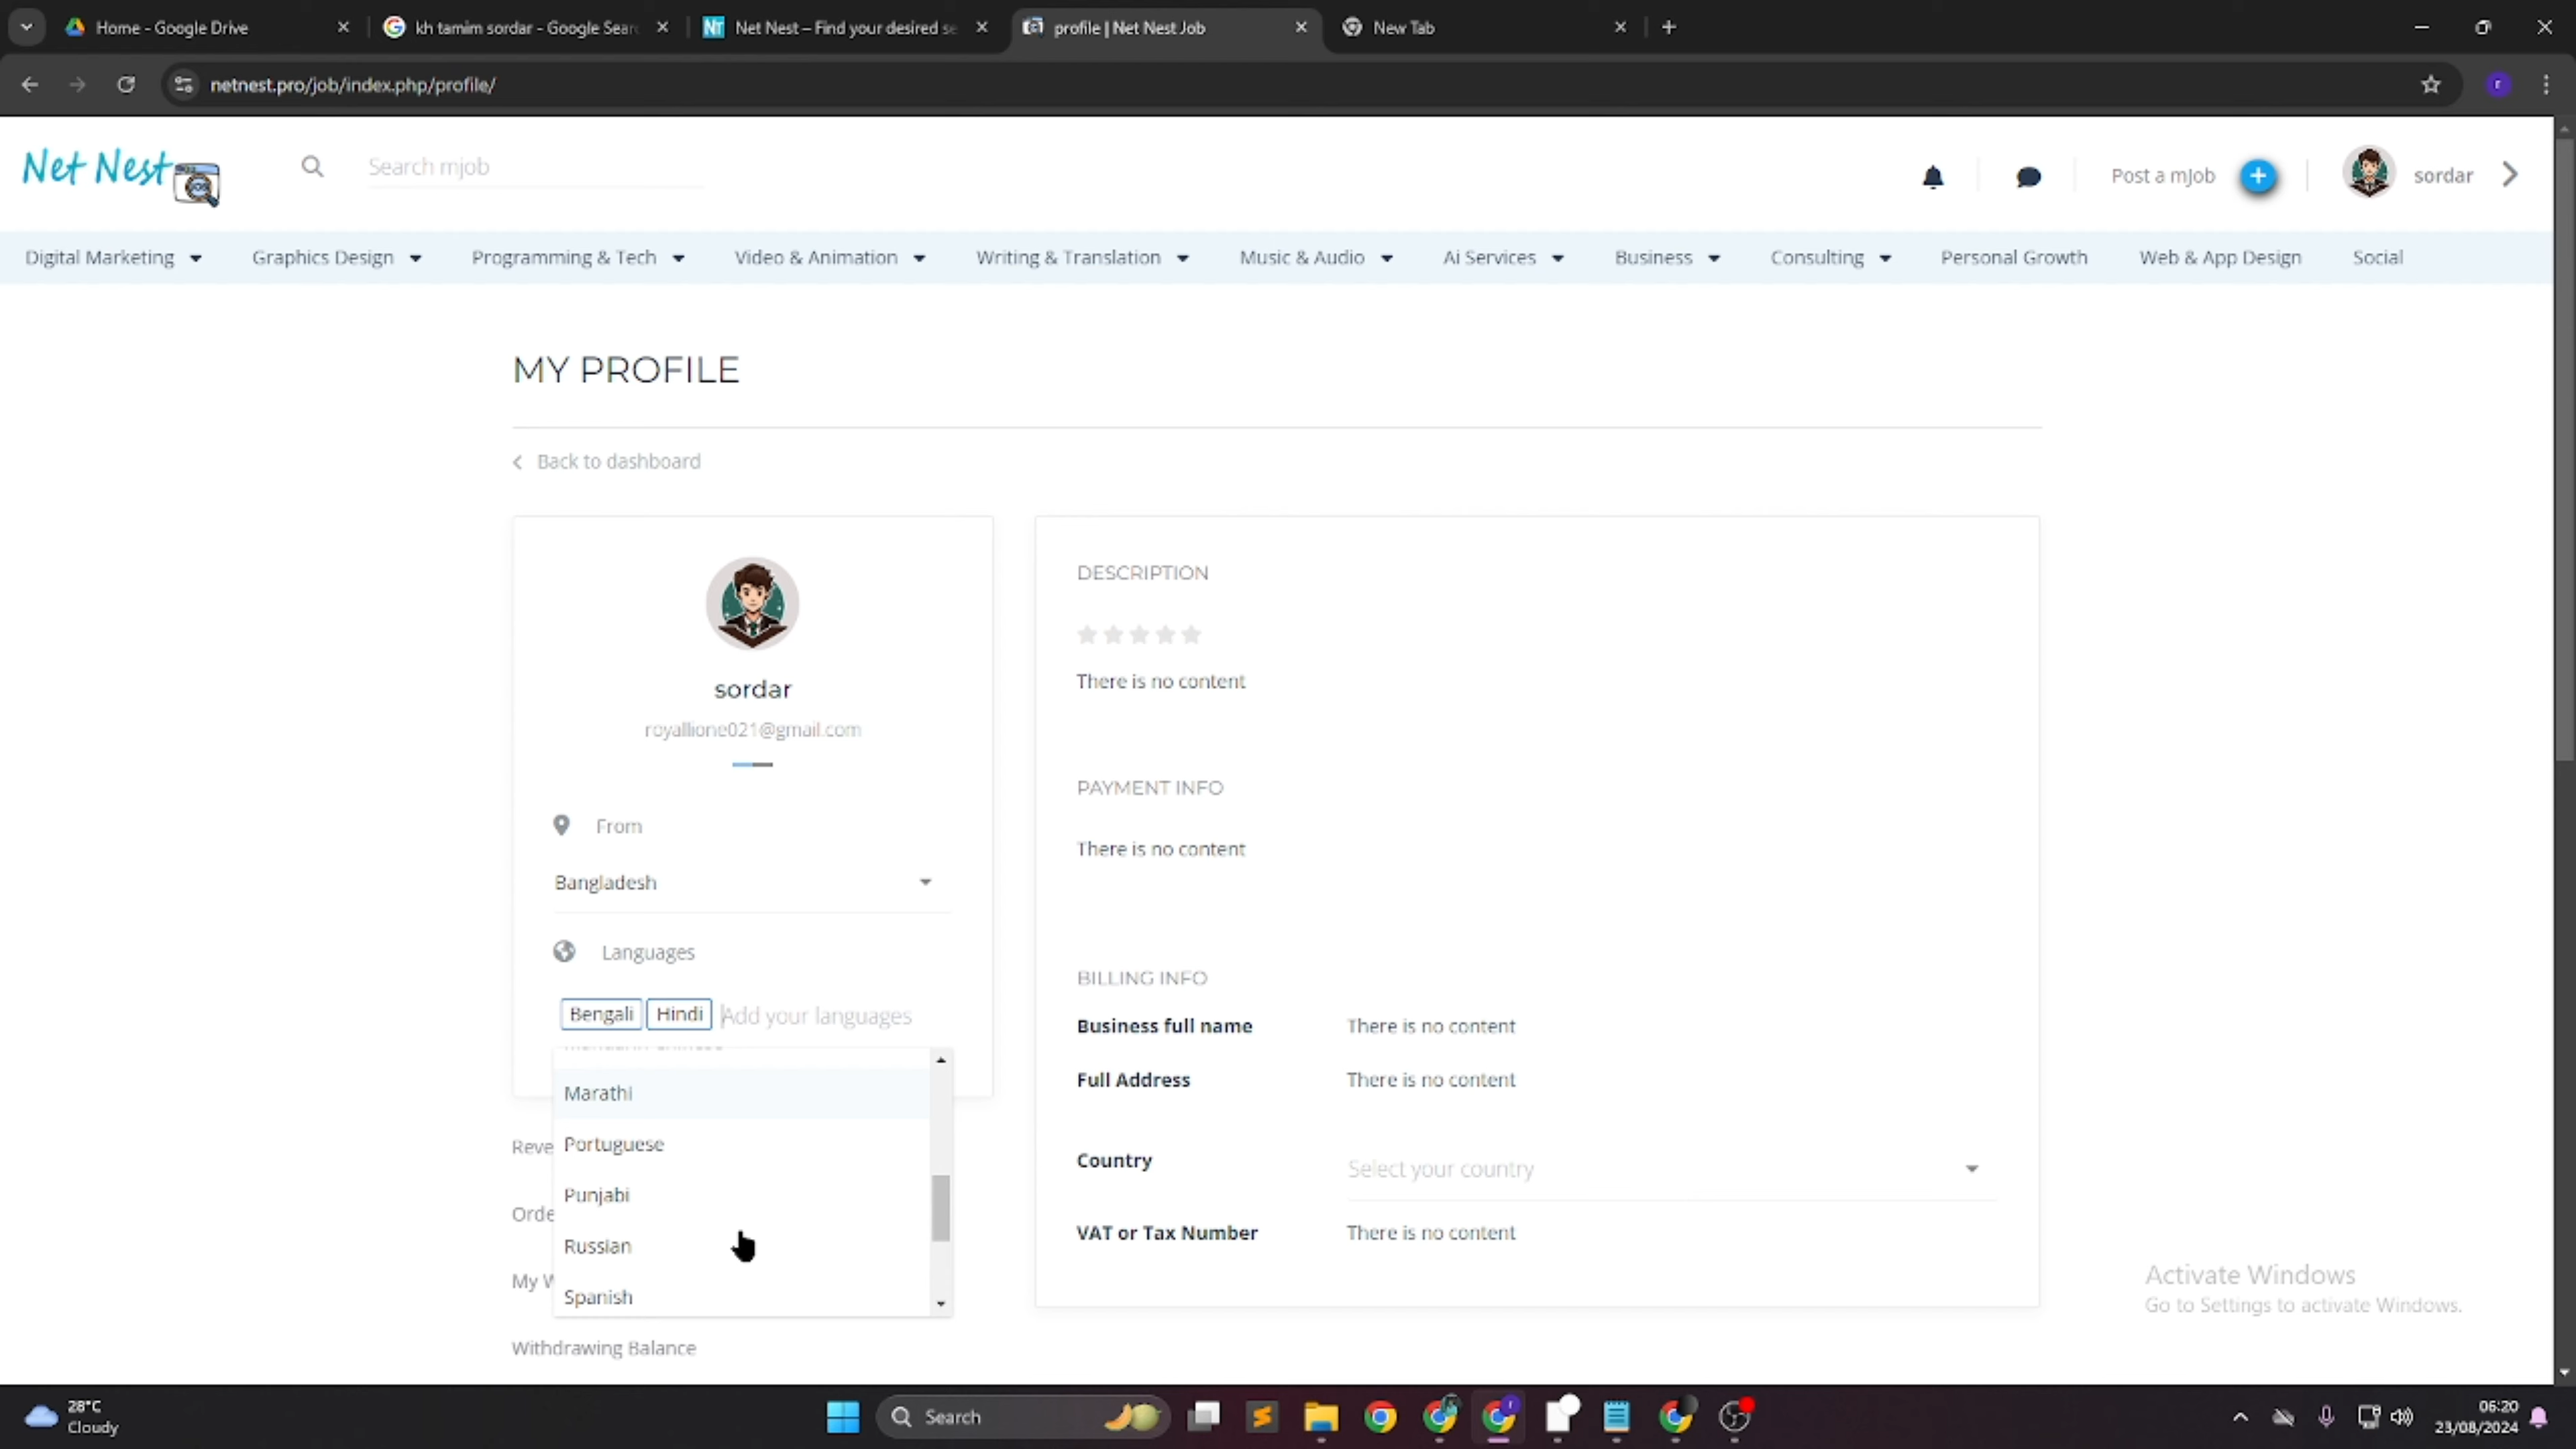 Home - Google Drive
kh tamim sordar - Google Sear
Net Nest – Find your desired se
profile | Net Nest Job
New Tab
netnest.pro/job/index.php/profile/
Net Nest
Search mjob
Post a mJob
sordar
Digital Marketing
Graphics Design
Programming & Tech
Video & Animation
Writing & Translation
Music & Audio
Ai Services
Business
Consulting
Personal Growth
Web & App Design
Social
MY PROFILE
Back to dashboard
sordar
royallione021@gmail.com
From
Bangladesh
Languages
Bengali
Hindi
Add your languages
Marathi
Portuguese
Punjabi
Russian
Spanish
Reve
Orde
My W
Withdrawing Balance
DESCRIPTION
There is no content
PAYMENT INFO
There is no content
BILLING INFO
Business full name
There is no content
Full Address
There is no content
Country
Select your country
VAT or Tax Number
There is no content
Activate Windows
Go to Settings to activate Windows.
28°C
Cloudy
Search
06:20
23/08/2024